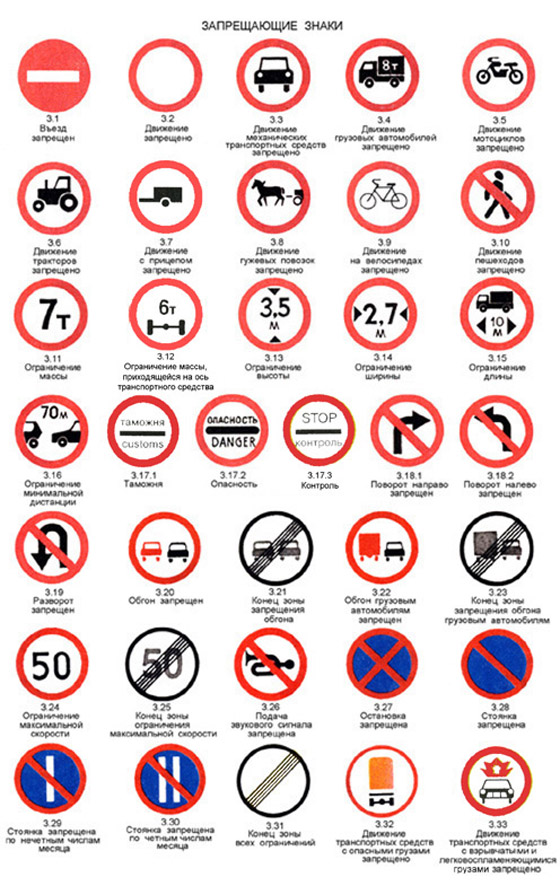 ЗАПРЕЩАЮЩИЕ ЗНАКИ
8т
3.1
Въезд
запрещен
3.2
Движение
запрещено
3.3
Движение
механических
транспортных средств
запрещено
3.4
Движение
грузовых автомобилей
запрещено
3.5
Движение
мотоциклов
запрещено
3.6
Движение
тракторов
запрещено
3.7
Движение
с прицепом
запрещено
3.8
Движение
гужевых повозок
запрещено
3.9
Движение
на велосипедах
запрещено
3.10
Движение
пешеходов
запрещено
7т
6т
3,5
м
2,7
м
10
м
3.11
Ограничение
массы
3.12
Ограничение массы,
приходящейся на ось
транспортного средства
3.13
Ограничение
высоты
3.14
Ограничение
ширины
3.15
Ограничение
длины
70м
таможня
customs
ОПАСНОСТЬ
DANGER
STOP
контроль
3.16
Ограничение
минимальной
дистанции
3.17.1
Таможня
3.17.2
Опасность
3.17.3
Контроль
3.18.1
Поворот направо
запрещен
3.18.2
Поворот налево
запрещен
3.19
Разворот
запрещен
3.20
Обгон запрещен
3.21
Конец зоны
запрещения
обгона
3.22
Обгон грузовым
автомобилям
запрещен
3.23
Конец зоны
запрещения обгона
грузовым автомобилям
50
50
3.24
Ограничение
максимальной
скорости
3.25
Конец зоны
ограничения
максимальной скорости
3.26
Подача
звукового сигнала
запрещена
3.27
Остановка
запрещена
3.28
Стоянка
запрещена
3.29
Стоянка запрещена
по нечетным числам
месяца
3.30
Стоянка запрещена
по четным числам
месяца
3.31
Конец зоны
всех ограничений
3.32
Движение
транспортных средств
с опасными грузами
запрещено
3.33
Движение
транспортных средств
с взрывчатыми и
легковоспламеняющимися
грузами запрещено